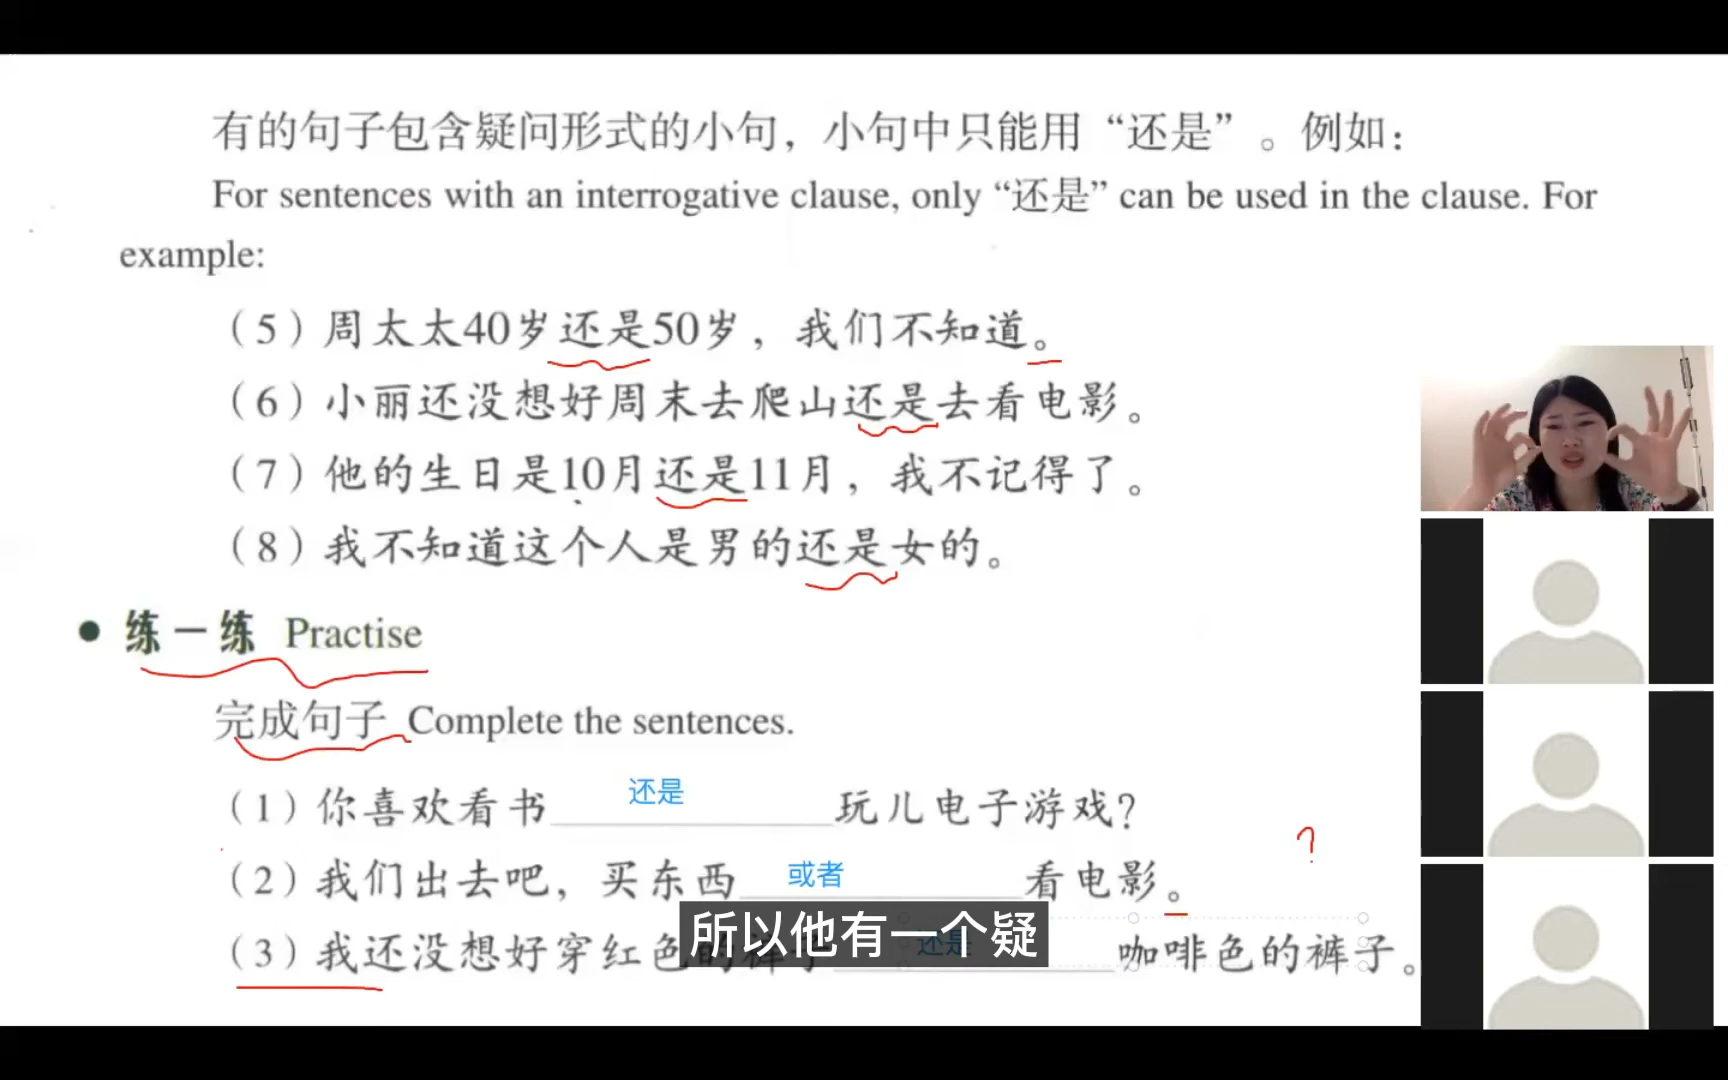 有的句子包含疑问形式的小句，小句中只能用“还是”。例如：
For sentences with an interrogative clause, only “还是” can be used in the clause. For
example:
（5）周太太40岁还是50岁，我们不知道。
（6）小丽还没想好周末去爬山还是去看电影。
（7）他的生日是10月还是11月，我不记得了。
（8）我不知道这个人是男的还是女的。
● 练一练 Practise
完成句子 Complete the sentences.
（1）你喜欢看书 还是 玩儿电子游戏？
?
（2）我们出去吧，买东西 或者 看电影。
（3）我还没想好穿红色的裤子 还是 咖啡色的裤子。
所以他有一个疑